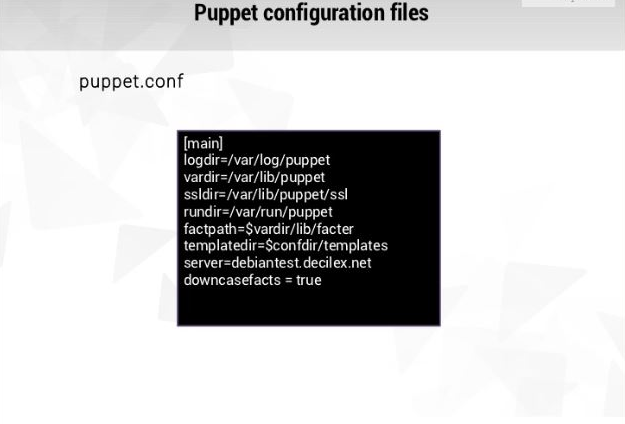 Puppet configuration files
puppet.conf
[main]
logdir=/var/log/puppet
vardir=/var/lib/puppet
ssldir=/var/lib/puppet/ssl
rundir=/var/run/puppet
factpath=$vardir/lib/facter
templatedir=$confdir/templates
server=debiantest.decilex.net
downcasefacts = true